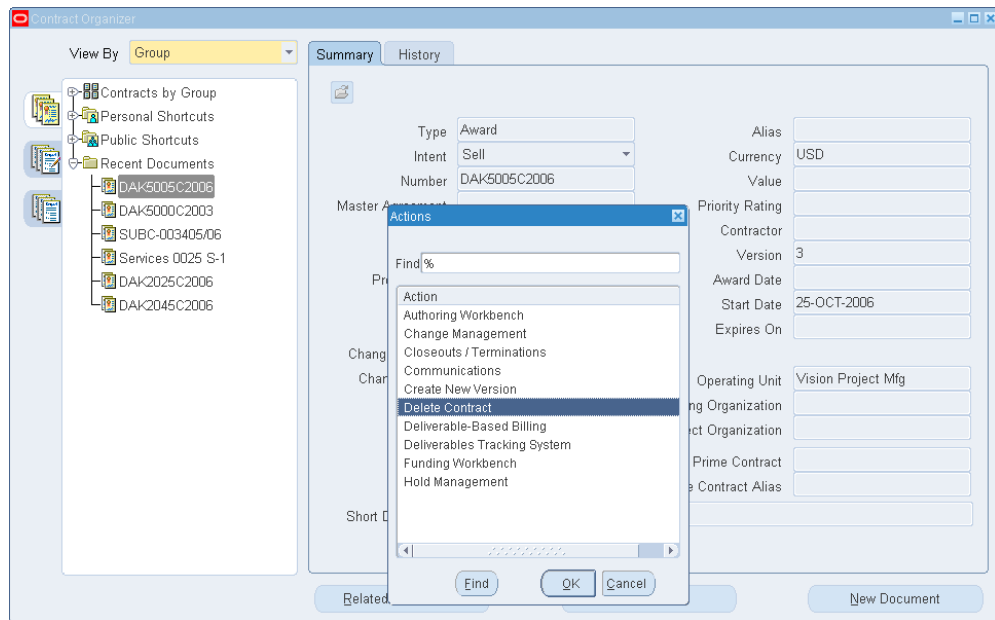 Contract Organizer
View By Group
Summary History
Contracts by Group
Personal Shortcuts
Public Shortcuts
Recent Documents
DAK5005C2006
DAK5000C2003
SUBC-003405/06
Services 0025 S-1
DAK2025C2006
DAK2045C2006
Type Award
Intent Sell
Number DAK5005C2006
Master
Chang
Short
Alias
Currency USD
Value
Priority Rating
Contractor
Version 3
Award Date
Start Date 25-OCT-2006
Expires On
Operating Unit Vision Project Mfg
ng Organization
ect Organization
Prime Contract
e Contract Alias
Actions
Find %
Action
Authoring Workbench
Change Management
Closeouts / Terminations
Communications
Create New Version
Delete Contract
Deliverable-Based Billing
Deliverables Tracking System
Funding Workbench
Hold Management
Find OK Cancel
Related
New Document